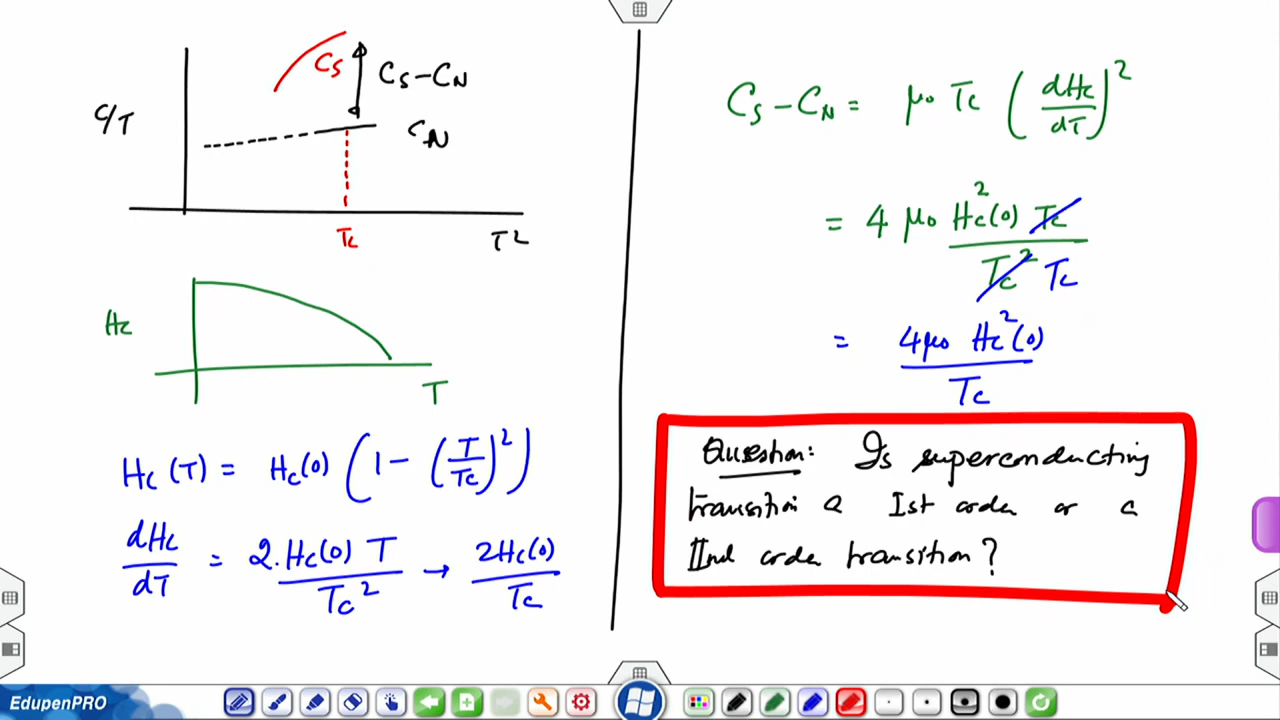 C/T
Cs
Cs-CN
CN
Tc
T²
Hc
T
Hc(T) = Hc(0) (1 - (T/Tc)²)
dHc/dT = 2.Hc(0) T/Tc² → 2Hc(0)/Tc
Cs-CN = μ0 Tc (dHc/dT)²
= 4 μ0 Hc²(0) Tc/Tc² Tc
= 4μ0 Hc²(0)/Tc
Question: Is superconducting
transition a Ist order or a
IInd order transition?
EdupenPRO